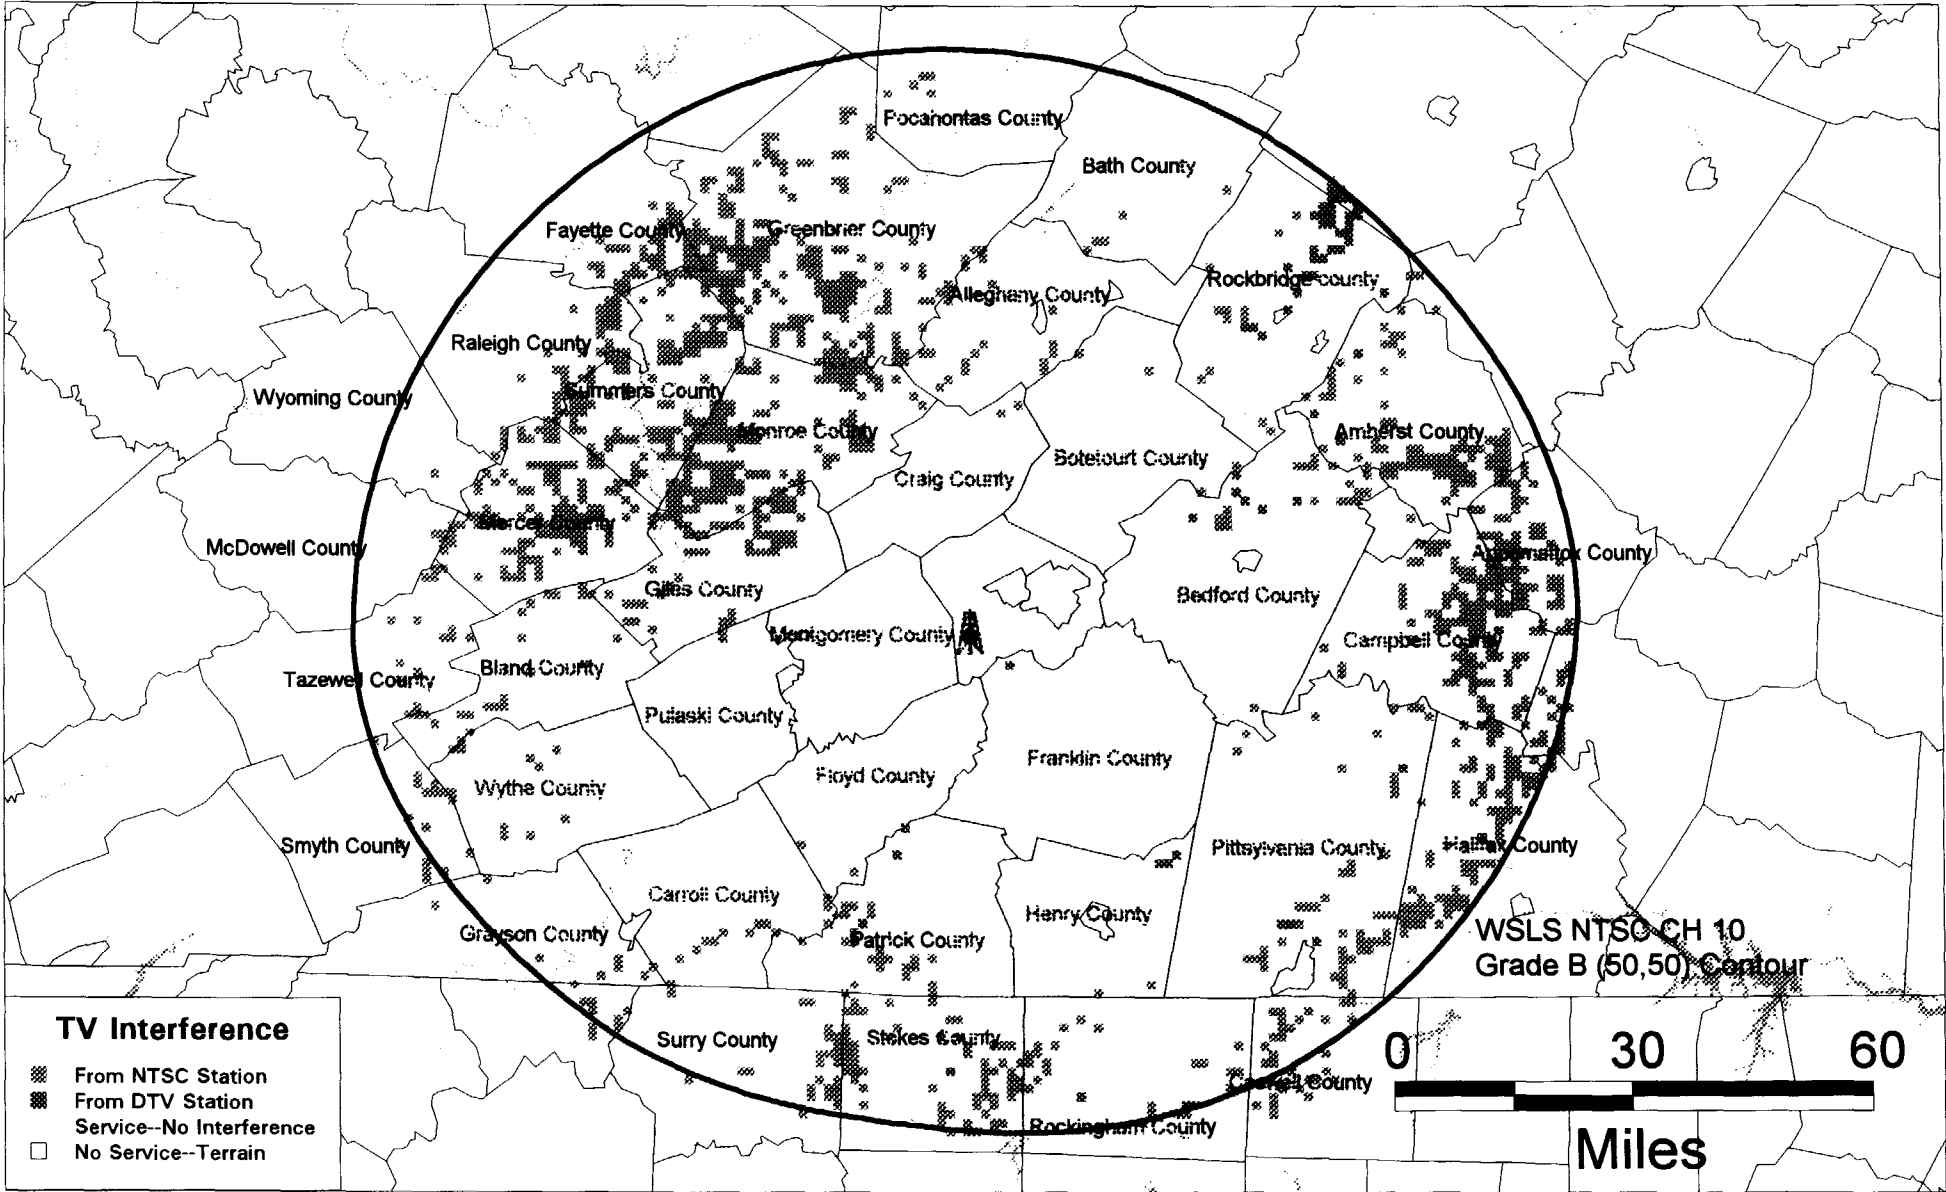 Pocahontas County
Bath County
Fayette County
Greenbrier County
Rockbridge county
Alleghany County
Raleigh County
Summers County
Wyoming County
Monroe County
Amherst County
Botetourt County
Craig County
Mercer County
McDowell County
Appomattox County
Giles County
Bedford County
Montgomery County
Campbell County
Bland County
Tazewell County
Pulaski County
Franklin County
Floyd County
Wythe County
Smyth County
Pittsylvania County
Halifax County
Carroll County
Henry County
Grayson County
Patrick County
WSLS NTSC CH 10
Grade B (50,50) Contour
Surry County
Stokes County
Caswell County
Rockingham County
TV Interference
From NTSC Station
From DTV Station
Service--No Interference
No Service--Terrain
0 30 60
Miles